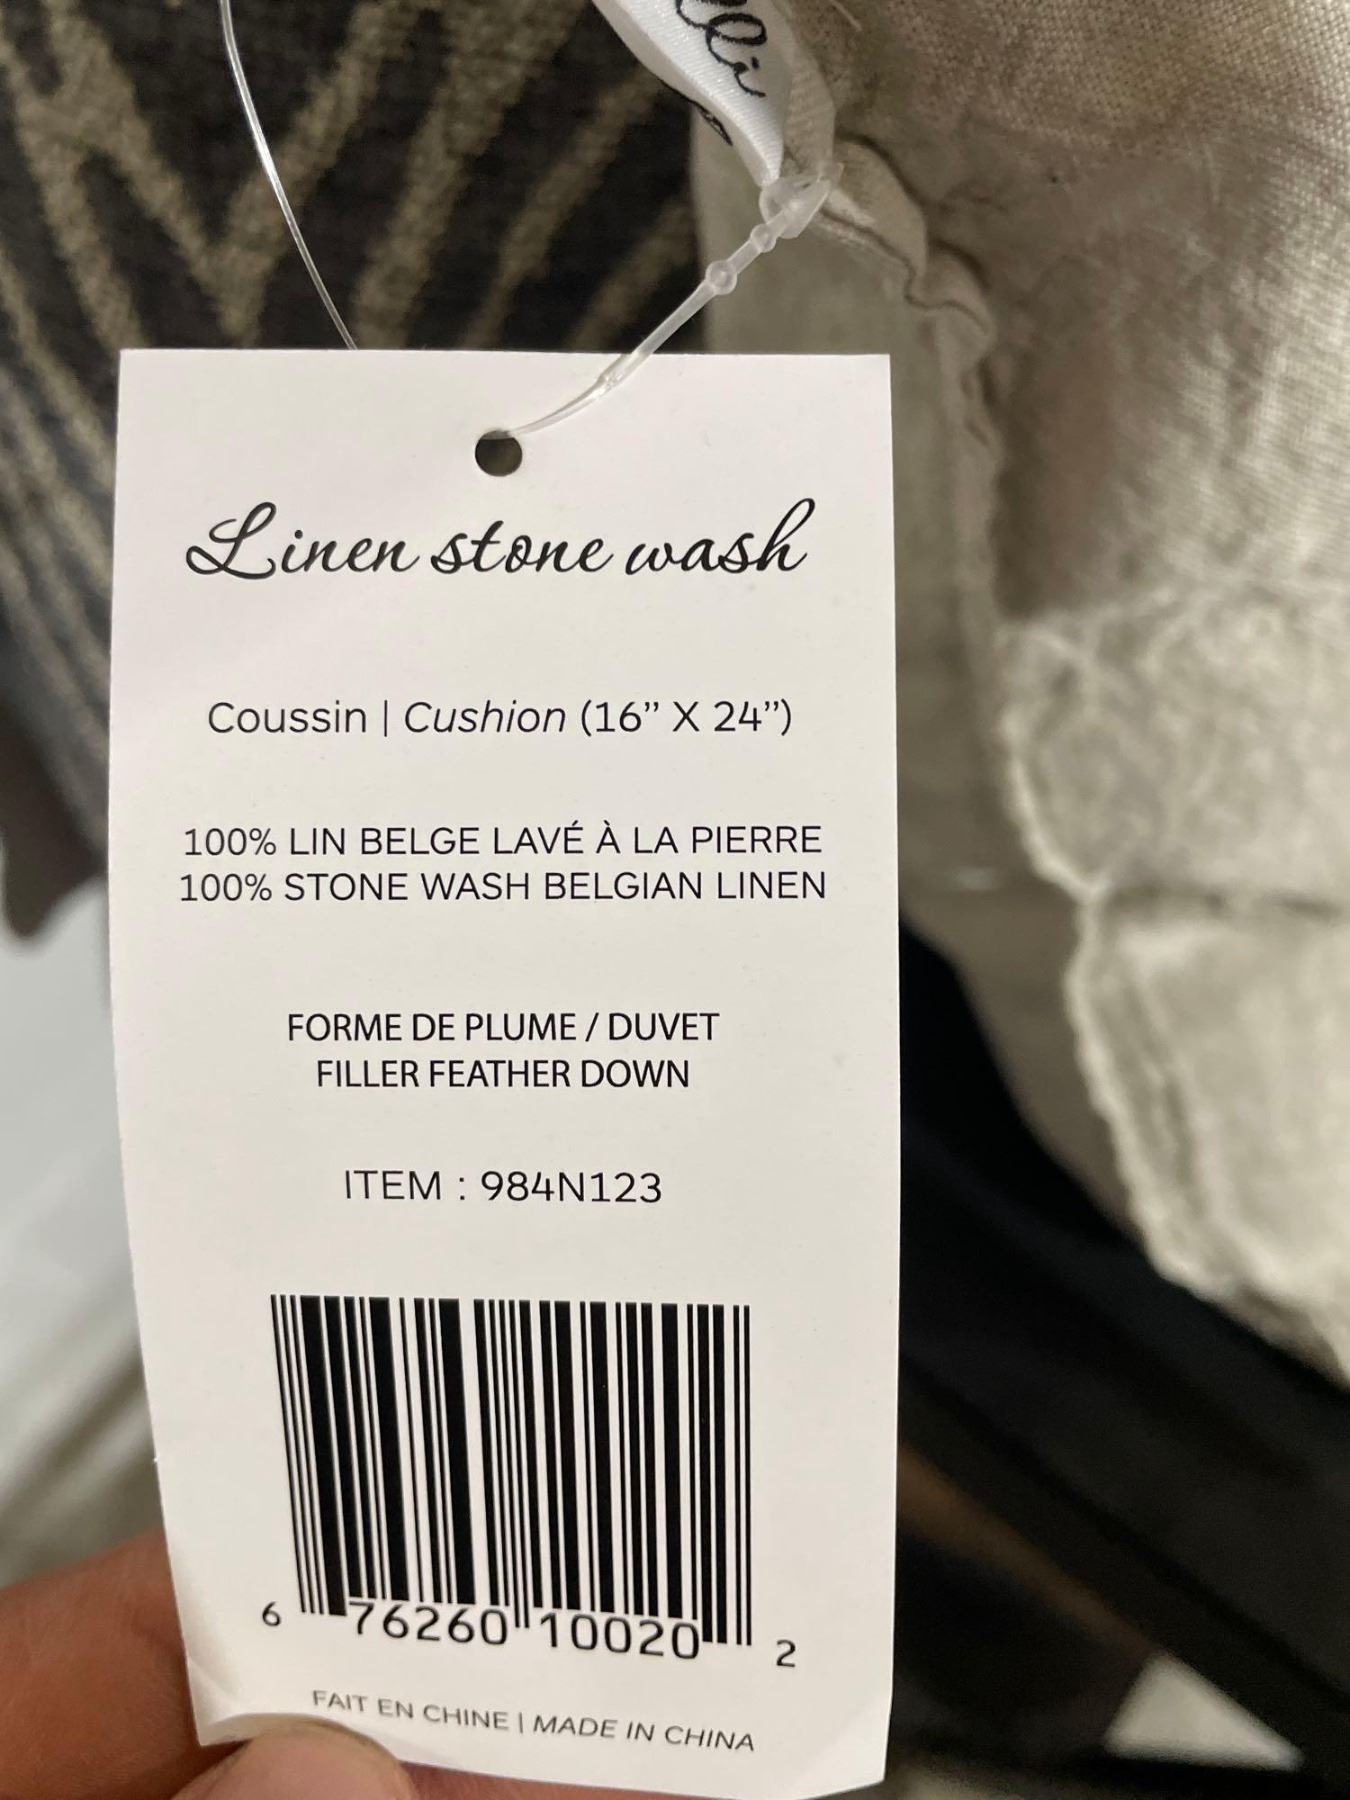 Linen stone wash
Coussin | Cushion (16” X 24”)
100% LIN BELGE LAVÉ À LA PIERRE
100% STONE WASH BELGIAN LINEN
FORME DE PLUME / DUVET
FILLER FEATHER DOWN
ITEM : 984N123
6 76260 10020 2
FAIT EN CHINE | MADE IN CHINA